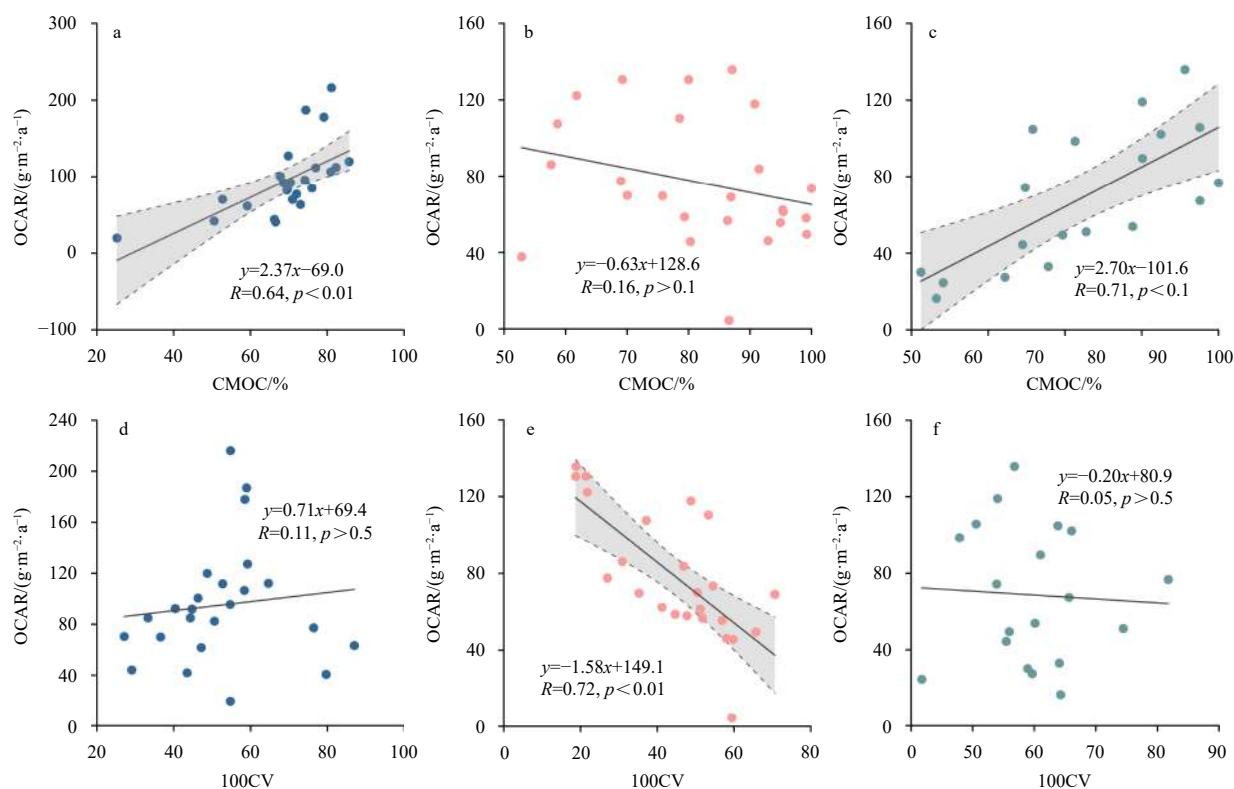 300
200
100
0
−100
OCAR/(g·m⁻²·a⁻¹)
a
y=2.37x−69.0
R=0.64, p<0.01
20 40 60 80 100
CMOC/%
160
120
80
40
0
OCAR/(g·m⁻²·a⁻¹)
b
y=−0.63x+128.6
R=0.16, p>0.1
50 60 70 80 90 100
CMOC/%
160
120
80
40
0
OCAR/(g·m⁻²·a⁻¹)
c
y=2.70x−101.6
R=0.71, p<0.1
50 60 70 80 90 100
CMOC/%
240
200
160
120
80
40
0
OCAR/(g·m⁻²·a⁻¹)
d
y=0.71x+69.4
R=0.11, p>0.5
20 40 60 80 100
100CV
160
120
80
40
0
OCAR/(g·m⁻²·a⁻¹)
e
y=−1.58x+149.1
R=0.72, p<0.01
0 20 40 60 80
100CV
160
120
80
40
0
OCAR/(g·m⁻²·a⁻¹)
f
y=−0.20x+80.9
R=0.05, p>0.5
0 50 60 70 80 90
100CV